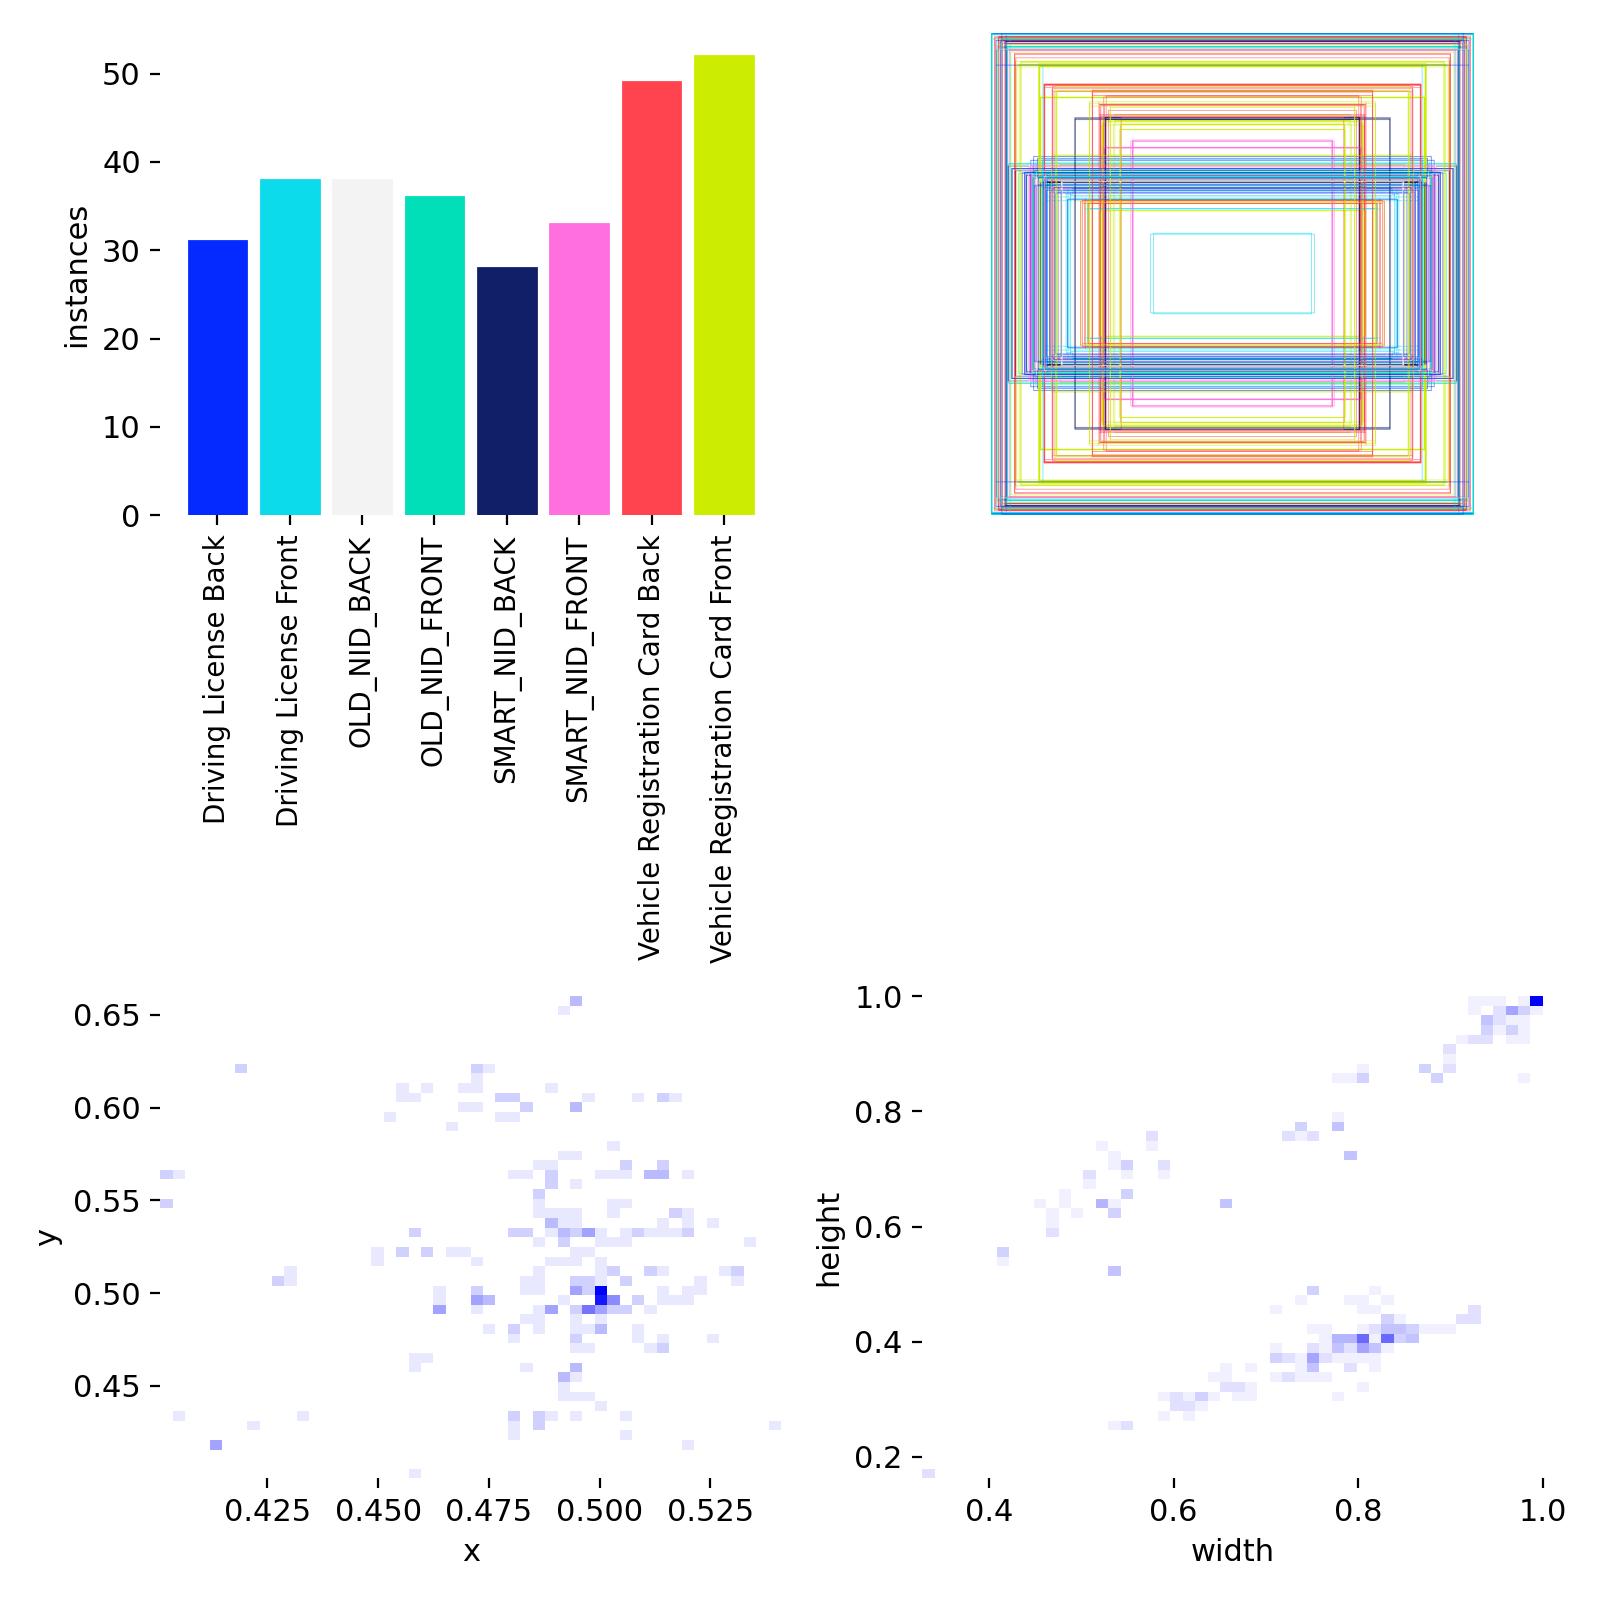 50
40
30
20
10
0
instances
Driving License Back
Driving License Front
OLD_NID_BACK
OLD_NID_FRONT
SMART_NID_BACK
SMART_NID_FRONT
Vehicle Registration Card Back
Vehicle Registration Card Front
0.65
0.60
0.55
0.50
0.45
y
0.425 0.450 0.475 0.500 0.525
x
1.0
0.8
0.6
0.4
0.2
height
0.4 0.6 0.8 1.0
width